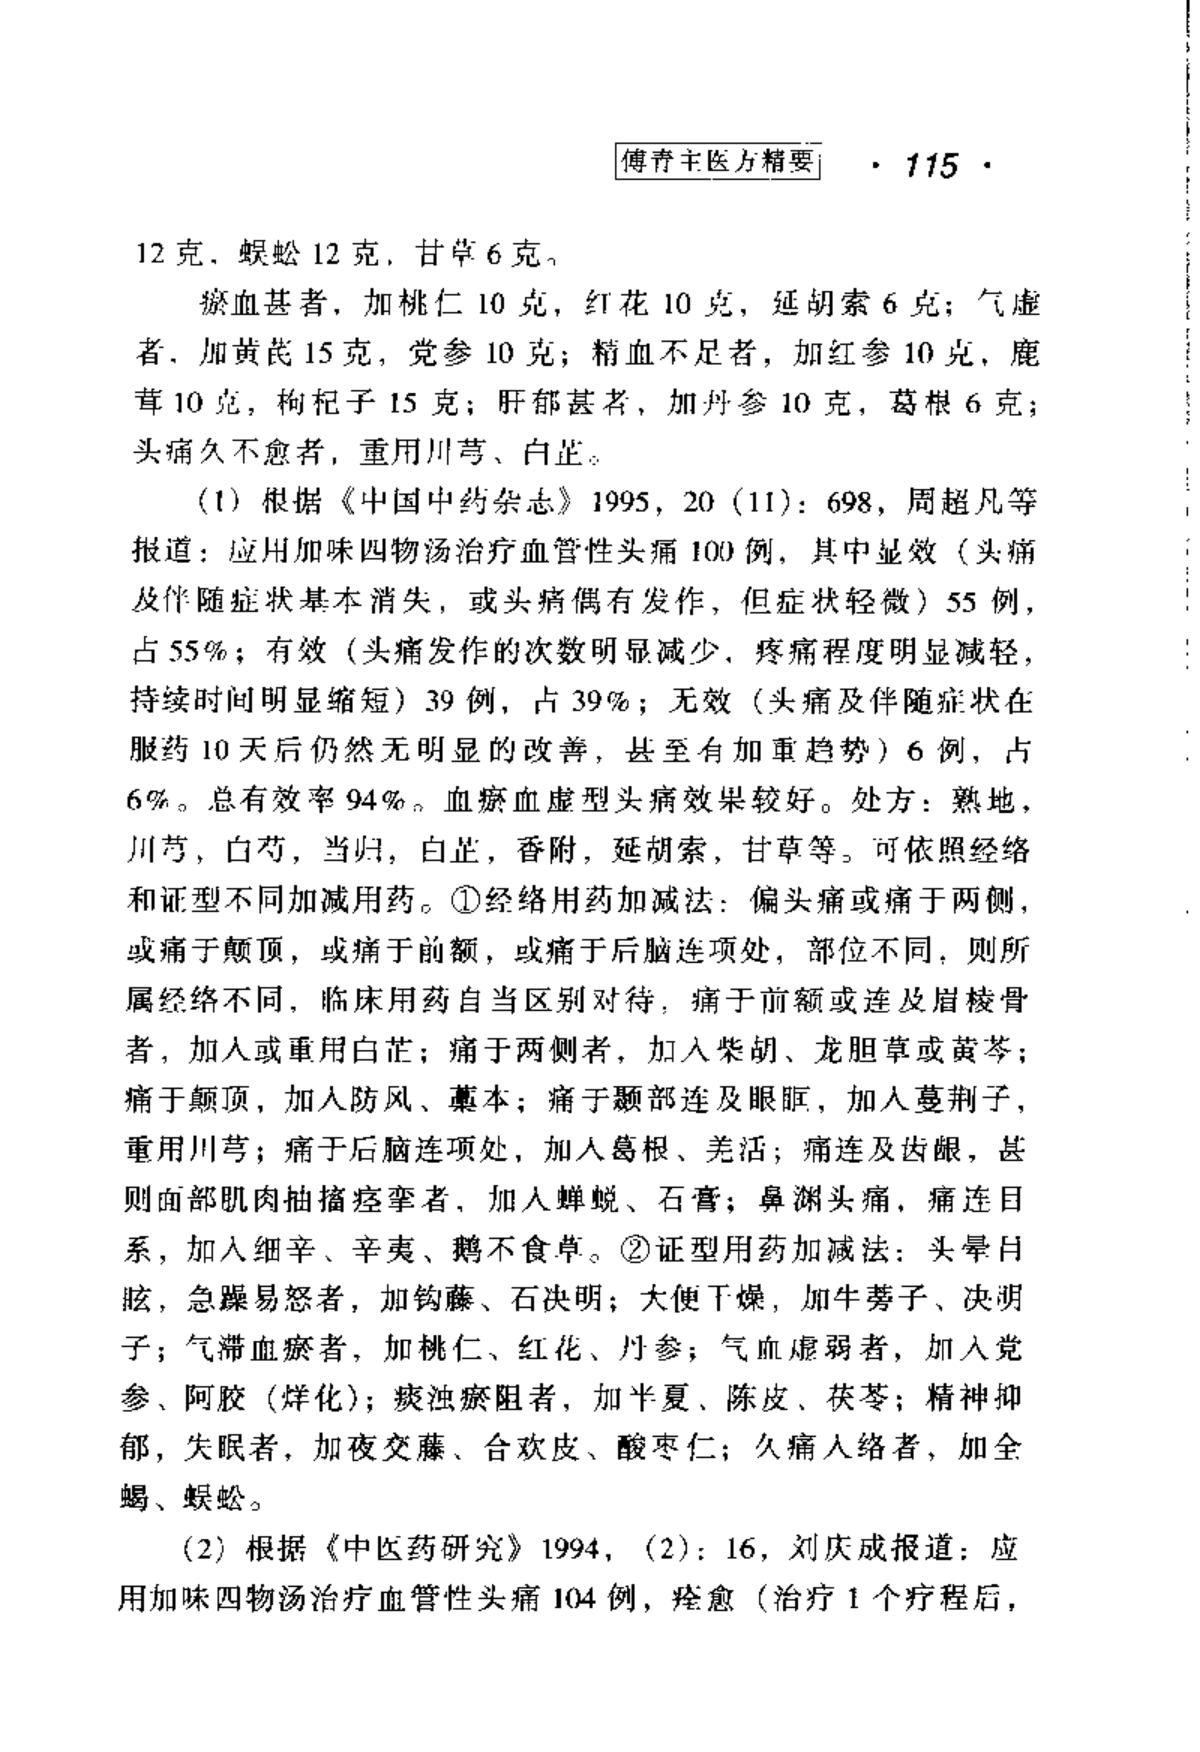 傅青主医方精要 · 115 ·
12 克，蜈蚣 12 克，甘草 6 克。
瘀血甚者，加桃仁 10 克，红花 10 克，延胡索 6 克；气虚
者，加黄芪 15 克，党参 10 克；精血不足者，加红参 10 克，鹿
茸 10 克，枸杞子 15 克；肝郁甚者，加丹参 10 克，葛根 6 克；
头痛久不愈者，重用川芎、白芷。
（1）根据《中国中药杂志》1995，20（11）：698，周超凡等
报道：应用加味四物汤治疗血管性头痛 100 例，其中显效（头痛
及伴随症状基本消失，或头痛偶有发作，但症状轻微）55 例，
占 55%；有效（头痛发作的次数明显减少，疼痛程度明显减轻，
持续时间明显缩短）39 例，占 39%；无效（头痛及伴随症状在
服药 10 天后仍然无明显的改善，甚至有加重趋势）6 例，占
6%。总有效率 94%。血瘀血虚型头痛效果较好。处方：熟地，
川芎，白芍，当归，白芷，香附，延胡索，甘草等。可依照经络
和证型不同加减用药。①经络用药加减法：偏头痛或痛于两侧，
或痛于颠顶，或痛于前额，或痛于后脑连项处，部位不同，则所
属经络不同，临床用药自当区别对待，痛于前额或连及眉棱骨
者，加入或重用白芷；痛于两侧者，加入柴胡、龙胆草或黄芩；
痛于颠顶，加入防风、藁本；痛于颞部连及眼眶，加入蔓荆子，
重用川芎；痛于后脑连项处，加入葛根、羌活；痛连及齿龈，甚
则面部肌肉抽搐痉挛者，加入蝉蜕、石膏；鼻渊头痛，痛连目
系，加入细辛、辛夷、鹅不食草。②证型用药加减法：头晕目
眩，急躁易怒者，加钩藤、石决明；大便干燥，加牛蒡子、决明
子；气滞血瘀者，加桃仁、红花、丹参；气血虚弱者，加入党
参、阿胶（烊化）；痰浊瘀阻者，加半夏、陈皮、茯苓；精神抑
郁，失眠者，加夜交藤、合欢皮、酸枣仁；久痛入络者，加全
蝎、蜈蚣。
（2）根据《中医药研究》1994，（2）：16，刘庆成报道：应
用加味四物汤治疗血管性头痛 104 例，痊愈（治疗 1 个疗程后，